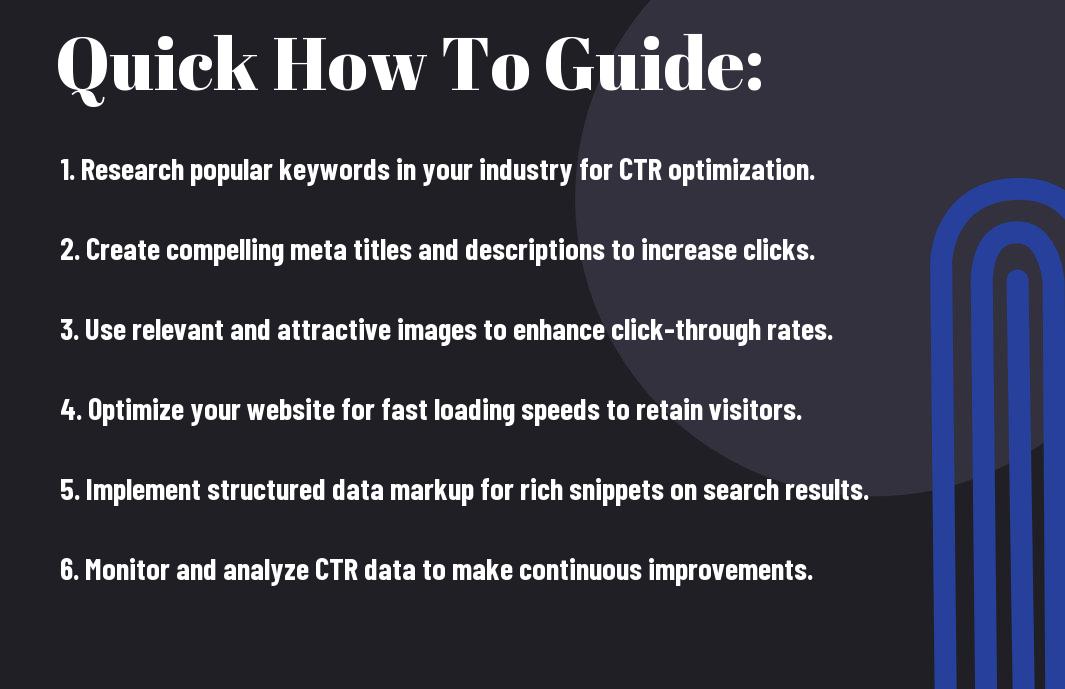 Quick How To Guide:
1. Research popular keywords in your industry for CTR optimization.
2. Create compelling meta titles and descriptions to increase clicks.
3. Use relevant and attractive images to enhance click-through rates.
4. Optimize your website for fast loading speeds to retain visitors.
5. Implement structured data markup for rich snippets on search results.
6. Monitor and analyze CTR data to make continuous improvements.